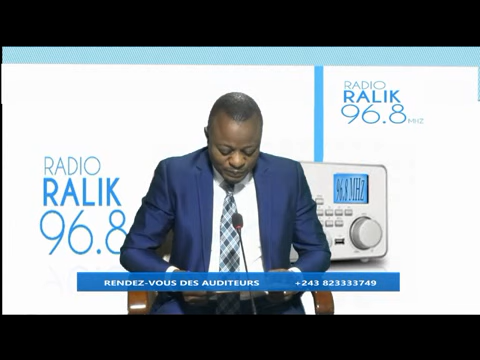 RADIO
RALIK
96.8 MHZ
RADIO
RALIK
96.8
96.8 MHZ
RENDEZ-VOUS DES AUDITEURS +243 823333749